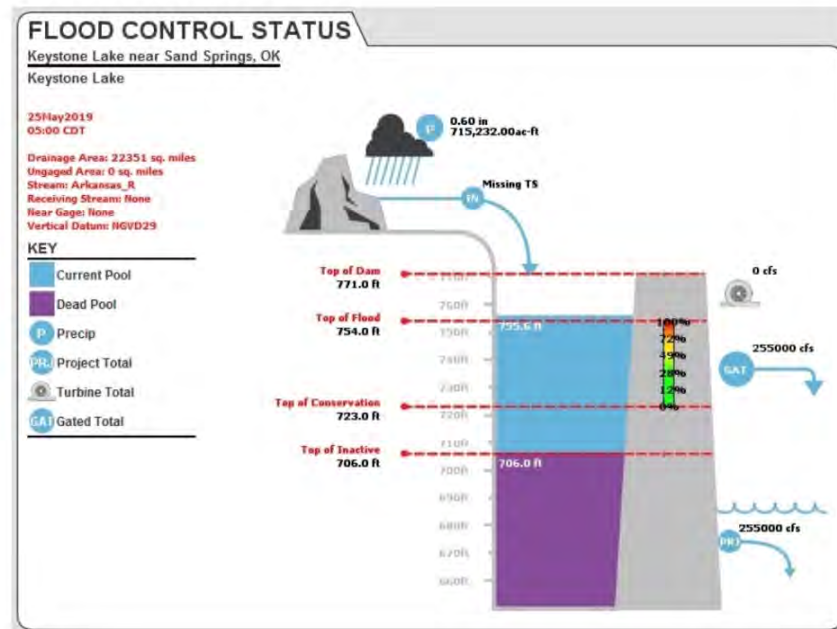 FLOOD CONTROL STATUS
Keystone Lake near Sand Springs, OK
Keystone Lake
25May2019
05:00 CDT
Drainage Area: 22351 sq. miles
Ungaged Area: 0 sq. miles
Stream: Arkansas_R
Receiving Stream: None
Near Gage: None
Vertical Datum: NGVD29
KEY
Current Pool
Dead Pool
P
Precip
PRJ
Project Total
Turbine Total
GAT
Gated Total
P
0.60 in
715,232.00ac-ft
IN
Missing TS
Top of Dam
771.0 ft
Top of Flood
754.0 ft
Top of Conservation
723.0 ft
Top of Inactive
706.0 ft
760ft
750ft
740ft
730ft
720ft
710ft
700ft
690ft
680ft
670ft
660ft
755.6 ft
706.0 ft
100%
72%
49%
28%
12%
0%
0 cfs
255000 cfs
GAT
255000 cfs
PRJ